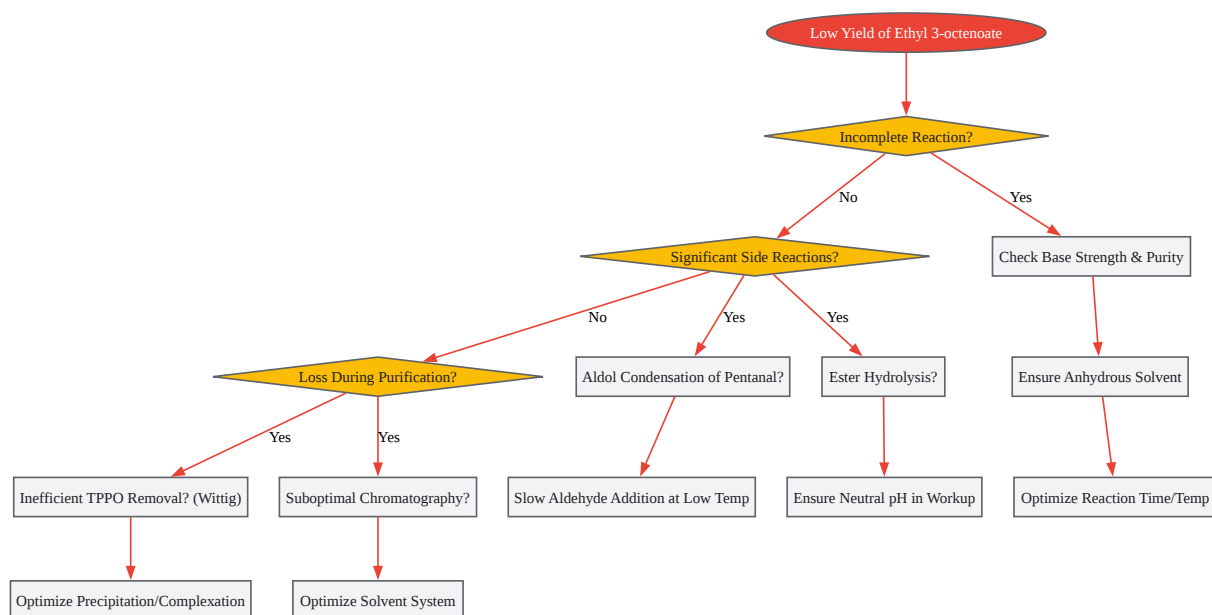 Low Yield of Ethyl 3-octenoate
Incomplete Reaction?
No
Yes
Significant Side Reactions?
Check Base Strength & Purity
No
Yes
Yes
Loss During Purification?
Aldol Condensation of Pentanal?
Ester Hydrolysis?
Ensure Anhydrous Solvent
Yes
Yes
Inefficient TPPO Removal? (Wittig)
Suboptimal Chromatography?
Slow Aldehyde Addition at Low Temp
Ensure Neutral pH in Workup
Optimize Reaction Time/Temp
Optimize Precipitation/Complexation
Optimize Solvent System